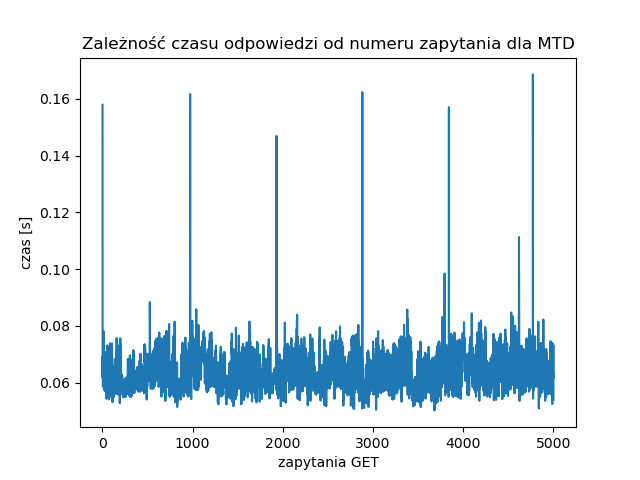 Zależność czasu odpowiedzi od numeru zapytania dla MTD
0.16
0.14
0.12
0.10
0.08
0.06
czas [s]
0 1000 2000 3000 4000 5000
zapytania GET